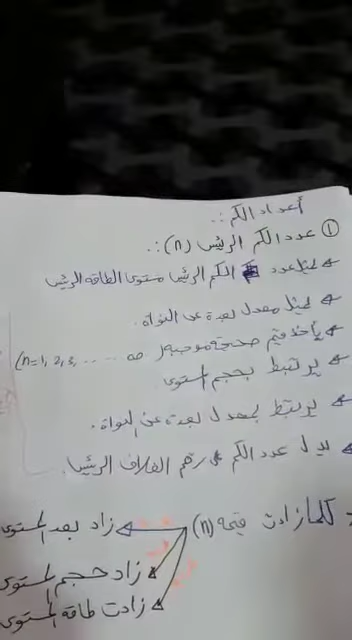 أعداد الكم :.
① عدد الكم الرئيس (n) :.
← يمثل عدد الكم الرئيس مستوى الطاقة الرئيس
← يمثل معدل بعده عن النواة.
← يأخذ قيم صحيحة موجبة ... (n=1, 2, 3,
← يرتبط بحجم المستوى
← يرتبط بمعدل بعده عن النواة.
← يدل عدد الكم على رقم الغلاف الرئيس.
كلما زادت قيمة (n) ← زاد بعد المستوى
زاد حجم المستوى
زادت طاقة المستوى